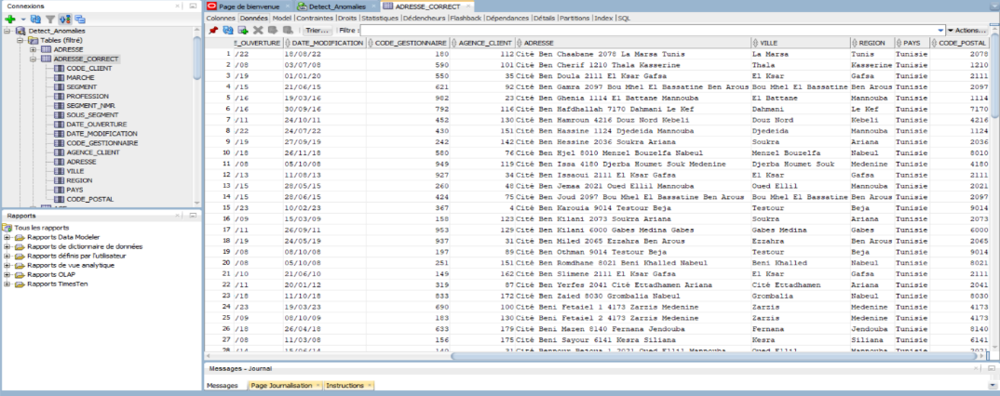 Connexions
Detect_Anomalies
Tables (filtré)
ADRESSE
ADRESSE_CORRECT
CODE_CLIENT
MARCHE
SEGMENT
PROFESSION
SEGMENT_NMR
SOUS_SEGMENT
DATE_OUVERTURE
DATE_MODIFICATION
CODE_GESTIONNAIRE
AGENCE_CLIENT
ADRESSE
VILLE
REGION
PAYS
CODE_POSTAL
Rapports
Tous les rapports
Rapports Data Modeler
Rapports de dictionnaire de données
Rapports définis par l'utilisateur
Rapports de vue analytique
Rapports OLAP
Rapports TimesTen
Page de bienvenue Detect_Anomalies ADRESSE_CORRECT
Colonnes Données Model Contraintes Droits Statistiques Déclencheurs Flashback Dépendances Détails Partitions Index SQL
Trier... Filtre : Actions...
E_OUVERTURE DATE_MODIFICATION CODE_GESTIONNAIRE AGENCE_CLIENT ADRESSE VILLE REGION PAYS CODE_POSTAL
1 /22 18/08/22 180 112 Cité Ben Chaabane 2078 La Marsa Tunis La Marsa Tunis Tunisie 2078
2 /08 03/07/08 590 101 Cité Ben Cherif 1210 Thala Kasserine Thala Kasserine Tunisie 1210
3 /19 01/01/20 550 35 Cité Ben Doula 2111 El Ksar Gafsa El Ksar Gafsa Tunisie 2111
4 /15 21/06/15 621 92 Cité Ben Gamra 2097 Bou Mhel El Bassatine Ben Arous Bou Mhel El Bassatine Ben Arous Tunisie 2097
5 /16 19/03/16 982 23 Cité Ben Ghenia 1114 El Battane Mannouba El Battane Mannouba Tunisie 1114
6 /16 30/09/16 792 116 Cité Ben Hafdhallah 7170 Dahmani Le Kef Dahmani Le Kef Tunisie 7170
7 /11 24/10/11 452 130 Cité Ben Hamroun 4216 Douz Nord Kebeli Douz Nord Kebeli Tunisie 4216
8 /22 24/07/22 430 151 Cité Ben Hassine 1124 Djedeida Mannouba Djedeida Mannouba Tunisie 1124
9 /19 27/09/19 242 142 Cité Ben Hessine 2036 Soukra Ariana Soukra Ariana Tunisie 2036
10 /18 26/11/18 580 76 Cité Ben Hjel 8010 Menzel Bouzelfa Nabeul Menzel Bouzelfa Nabeul Tunisie 8010
11 /08 05/10/08 949 119 Cité Ben Issa 4180 Djerba Houmet Souk Medenine Djerba Houmet Souk Medenine Tunisie 4180
12 /13 11/08/13 927 34 Cité Ben Issaoui 2111 El Ksar Gafsa El Ksar Gafsa Tunisie 2111
13 /15 28/05/15 260 48 Cité Ben Jemaa 2021 Oued Ellil Mannouba Oued Ellil Mannouba Tunisie 2021
14 /15 28/06/15 424 75 Cité Ben Joud 2097 Bou Mhel El Bassatine Ben Arous Bou Mhel El Bassatine Ben Arous Tunisie 2097
15 /23 10/02/23 367 4 Cité Ben Karouia 9014 Testour Beja Testour Beja Tunisie 9014
16 /09 15/03/09 158 123 Cité Ben Kilani 2073 Soukra Ariana Soukra Ariana Tunisie 2073
17 /11 26/09/11 953 129 Cité Ben Kilani 6000 Gabes Medina Gabes Gabes Medina Gabes Tunisie 6000
18 /19 24/05/19 937 31 Cité Ben Miled 2065 Ezzahra Ben Arous Ezzahra Ben Arous Tunisie 2065
19 /08 08/10/08 197 89 Cité Ben Othman 9014 Testour Beja Testour Beja Tunisie 9014
20 /08 05/10/08 251 151 Cité Ben Romdhane 8021 Beni Khalled Nabeul Beni Khalled Nabeul Tunisie 8021
21 /10 21/06/10 149 162 Cité Ben Slimene 2111 El Ksar Gafsa El Ksar Gafsa Tunisie 2111
22 /11 20/01/12 319 87 Cité Ben Yerfes 2041 Cité Ettadhamen Ariana Cité Ettadhamen Ariana Tunisie 2041
23 /18 11/10/18 833 172 Cité Ben Zaied 8030 Grombalia Nabeul Grombalia Nabeul Tunisie 8030
24 /23 19/03/23 690 100 Cité Beni Fetaiel 1 4173 Zarzis Medenine Zarzis Medenine Tunisie 4173
25 /09 08/10/09 183 130 Cité Beni Fetaiel 2 4173 Zarzis Medenine Zarzis Medenine Tunisie 4173
26 /18 26/04/18 633 179 Cité Beni Mazen 8140 Fernana Jendouba Fernana Jendouba Tunisie 8140
27 /08 11/03/08 156 175 Cité Beni Sayour 6141 Kesra Siliana Kesra Siliana Tunisie 6141
Messages - Journal
Messages Page Journalisation Instructions